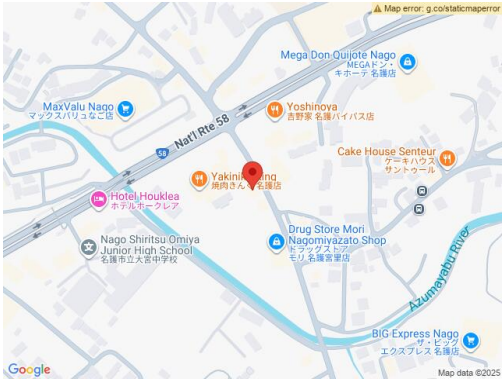 Map error: g.co/staticmaperror
Mega Don Quijote Nago
MEGAドン・
キホーテ 名護店
MaxValu Nago
マックスバリュなご店
Nat'l Rte 58
58
Yoshinoya
吉野家 名護バイパス店
Cake House Senteur
ケーキハウス
サントゥール
焼肉きんぐ 名護店
Hotel Houklea
ホテルホークレア
Nago Shiritsu Omiya
Junior High School
名護市立大宮中学校
Drug Store Mori
Nagomiyazato Shop
ドラッグストア
モリ 名護宮里店
Azumayabu River
BIG Express Nago
ザ・ビッグ
エクスプレス 名護店
Google
Map data ©2025